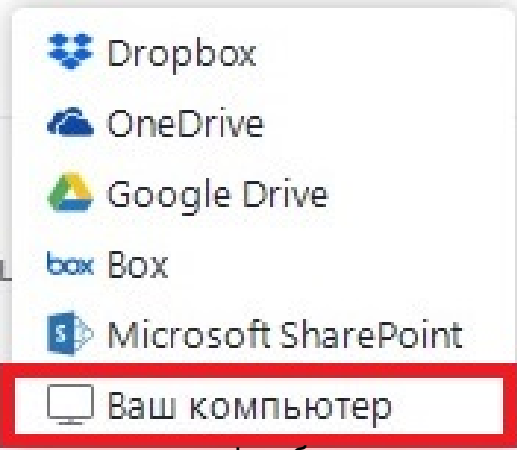 Dropbox
OneDrive
Google Drive
box Box
S Microsoft SharePoint
Ваш компьютер